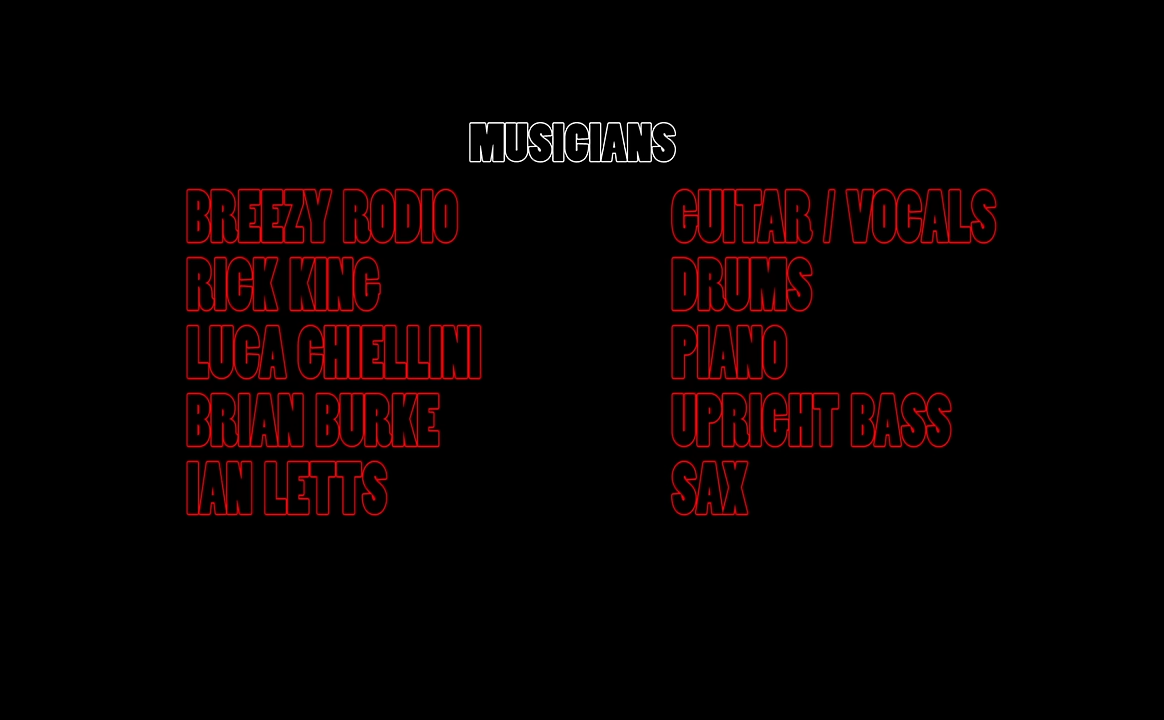 MUSICIANS
BREEZY RODIO GUITAR / VOCALS
RICK KING DRUMS
LUCA CHIELLINI PIANO
BRIAN BURKE UPRIGHT BASS
IAN LETTS SAX